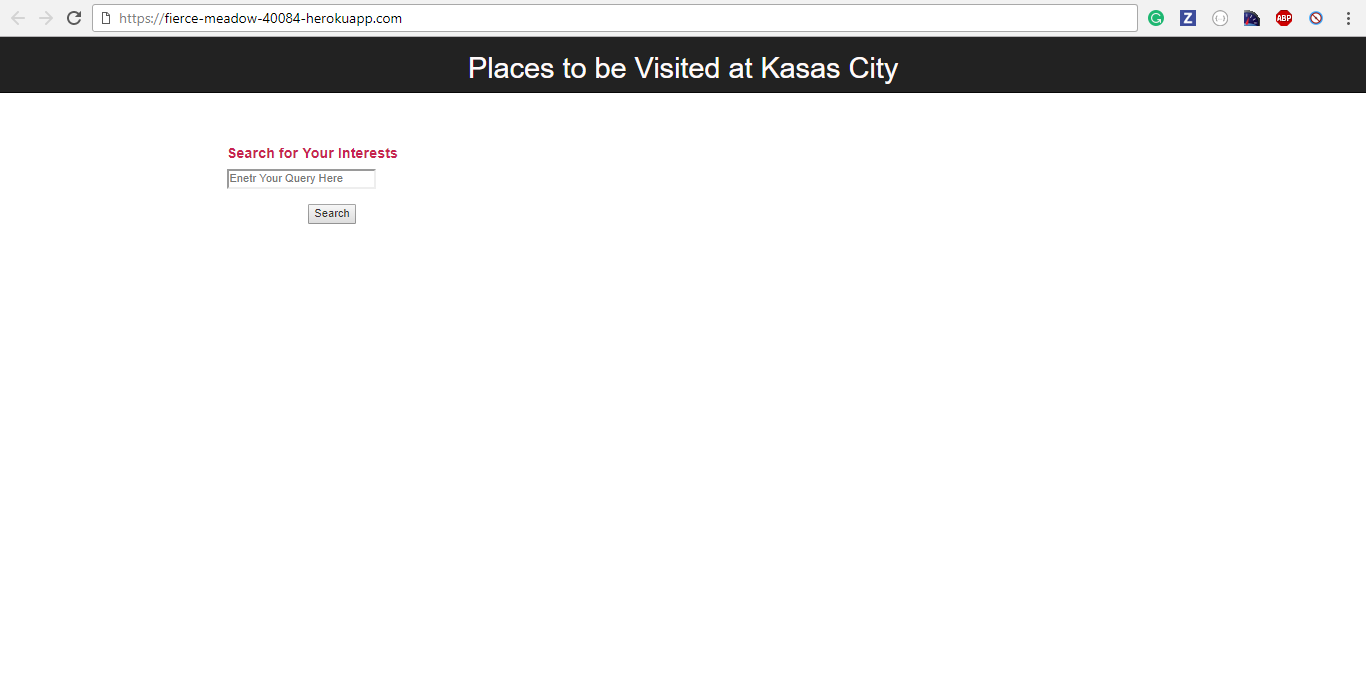 https://fierce-meadow-40084-herokuapp.com
Z
ABP
Places to be Visited at Kasas City
Search for Your Interests
Enetr Your Query Here
Search